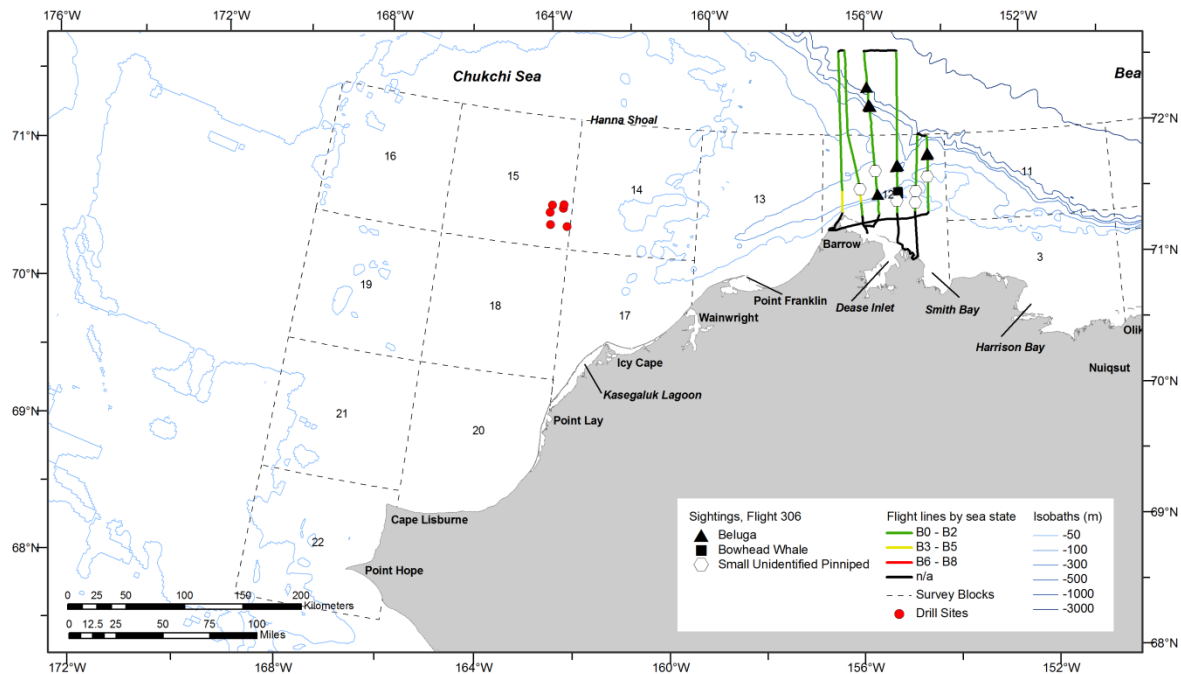 176°W 168°W 166°W 164°W 162°W 160°W 158°W 156°W 154°W 152°W
Chukchi Sea
Bea
72°N
71°N
Hanna Shoal
16
15
14
13
12
11
71°N
Barrow
3
70°N
19
18
17
Point Franklin
Dease Inlet
Smith Bay
Wainwright
Harrison Bay
Olik
Icy Cape
Nuiqsut
70°N
Kasegaluk Lagoon
69°N
21
20
Point Lay
Cape Lisburne
69°N
68°N
22
Point Hope
Sightings, Flight 306
Beluga
Bowhead Whale
Small Unidentified Pinniped
Flight lines by sea state
B0 - B2
B3 - B5
B6 - B8
n/a
Survey Blocks
Drill Sites
Isobaths (m)
-50
-100
-300
-500
-1000
-3000
0 25 50 100 150 200
Kilometers
0 12.5 25 50 75 100
Miles
68°N
172°W 168°W 164°W 162°W 160°W 156°W 152°W